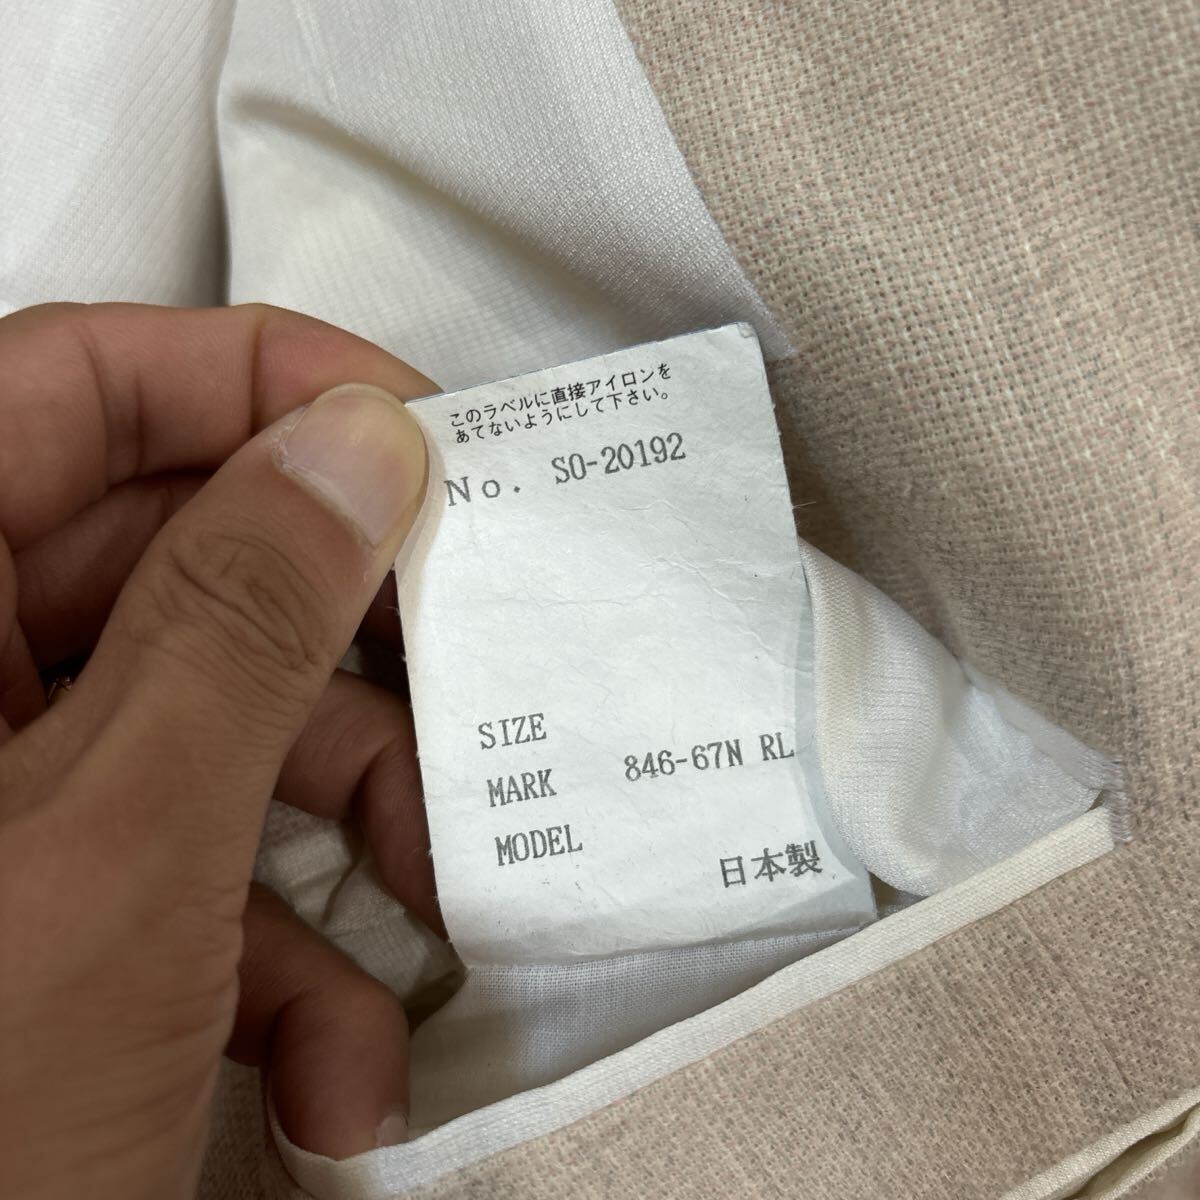 このラベルに直接アイロンを
あてないようにして下さい。
No. SO-20192
SIZE
MARK 846-67N RL
MODEL
日本製